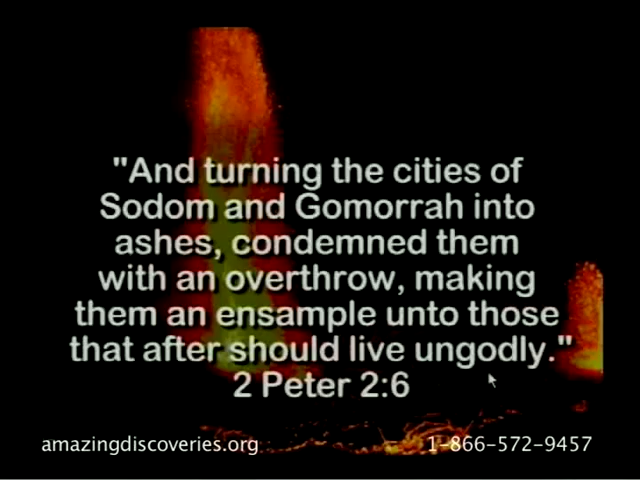 "And turning the cities of
Sodom and Gomorrah into
ashes, condemned them
with an overthrow, making
them an ensample unto those
that after should live ungodly."
2 Peter 2:6
amazingdiscoveries.org 1-866-572-9457